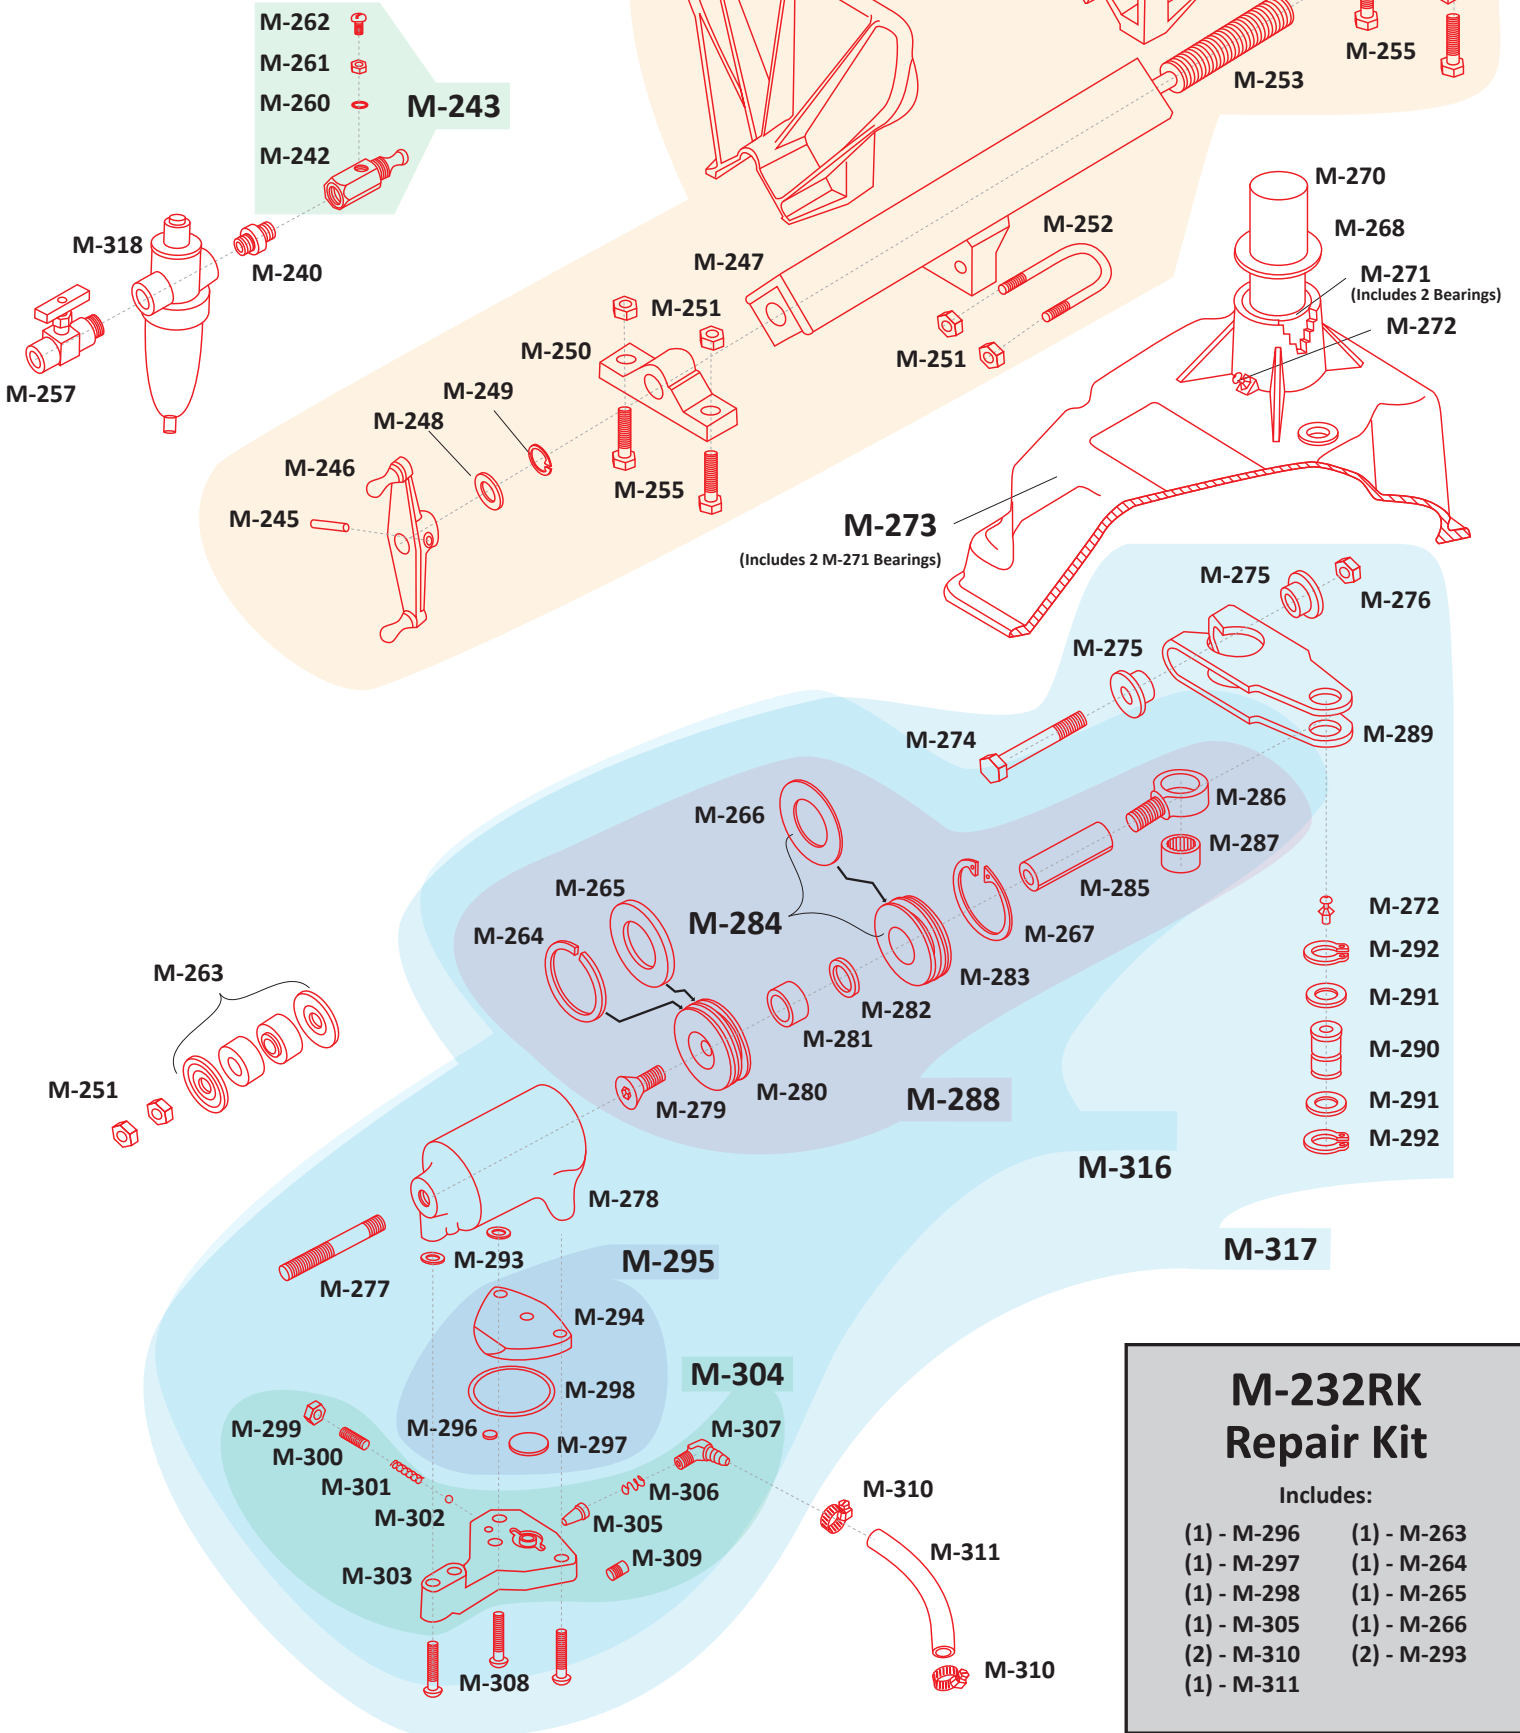 M-262
M-261
M-260
M-243
M-242
M-255
M-253
M-318
M-240
M-257
M-247
M-252
M-270
M-268
M-271
(Includes 2 Bearings)
M-272
M-251
M-250
M-251
M-249
M-248
M-246
M-245
M-255
M-273
(Includes 2 M-271 Bearings)
M-275
M-276
M-275
M-274
M-289
M-266
M-286
M-287
M-285
M-265
M-284
M-264
M-267
M-283
M-282
M-281
M-280
M-279
M-288
M-272
M-292
M-291
M-290
M-291
M-292
M-263
M-251
M-316
M-278
M-317
M-293
M-295
M-277
M-294
M-304
M-298
M-296
M-297
M-299
M-300
M-301
M-302
M-307
M-306
M-305
M-309
M-303
M-310
M-311
M-308
M-310
M-232RK
Repair Kit
Includes:
(1) - M-296 (1) - M-263
(1) - M-297 (1) - M-264
(1) - M-298 (1) - M-265
(1) - M-305 (1) - M-266
(2) - M-310 (2) - M-293
(1) - M-311